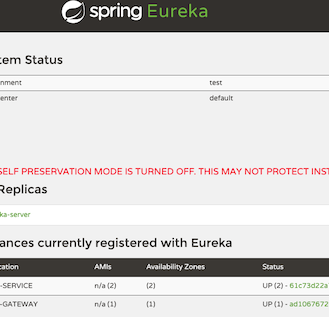 spring Eureka
tem Status
nment test
enter default
SELF PRESERVATION MODE IS TURNED OFF. THIS MAY NOT PROTECT INST
Replicas
ka-server
ances currently registered with Eureka
cation AMIs Availability Zones Status
-SERVICE n/a (2) (2) UP (2) - 61c73d22a
-GATEWAY n/a (1) (1) UP (1) - ad1067672